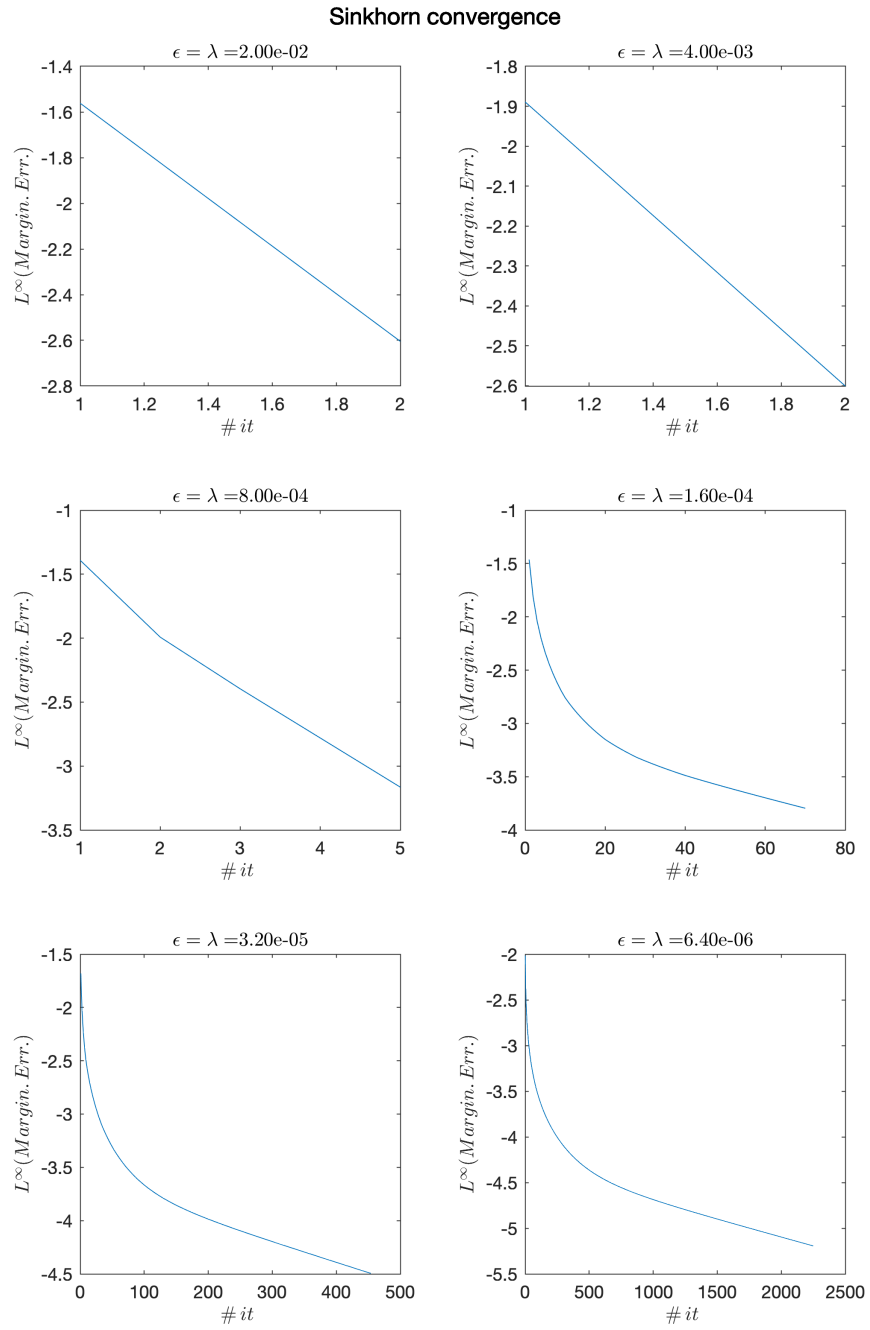 Sinkhorn convergence
ϵ = λ =2.00e-02
-1.4
-1.6
-1.8
-2
-2.2
-2.4
-2.6
-2.8
L∞(Margin. Err.)
1 1.2 1.4 1.6 1.8 2
# it
ϵ = λ =4.00e-03
-1.8
-1.9
-2
-2.1
-2.2
-2.3
-2.4
-2.5
-2.6
L∞(Margin. Err.)
1 1.2 1.4 1.6 1.8 2
# it
ϵ = λ =8.00e-04
-1
-1.5
-2
-2.5
-3
-3.5
L∞(Margin. Err.)
1 2 3 4 5
# it
ϵ = λ =1.60e-04
-1
-1.5
-2
-2.5
-3
-3.5
-4
L∞(Margin. Err.)
0 20 40 60 80
# it
ϵ = λ =3.20e-05
-1.5
-2
-2.5
-3
-3.5
-4
-4.5
L∞(Margin. Err.)
0 100 200 300 400 500
# it
ϵ = λ =6.40e-06
-2
-2.5
-3
-3.5
-4
-4.5
-5
-5.5
L∞(Margin. Err.)
0 500 1000 1500 2000 2500
# it